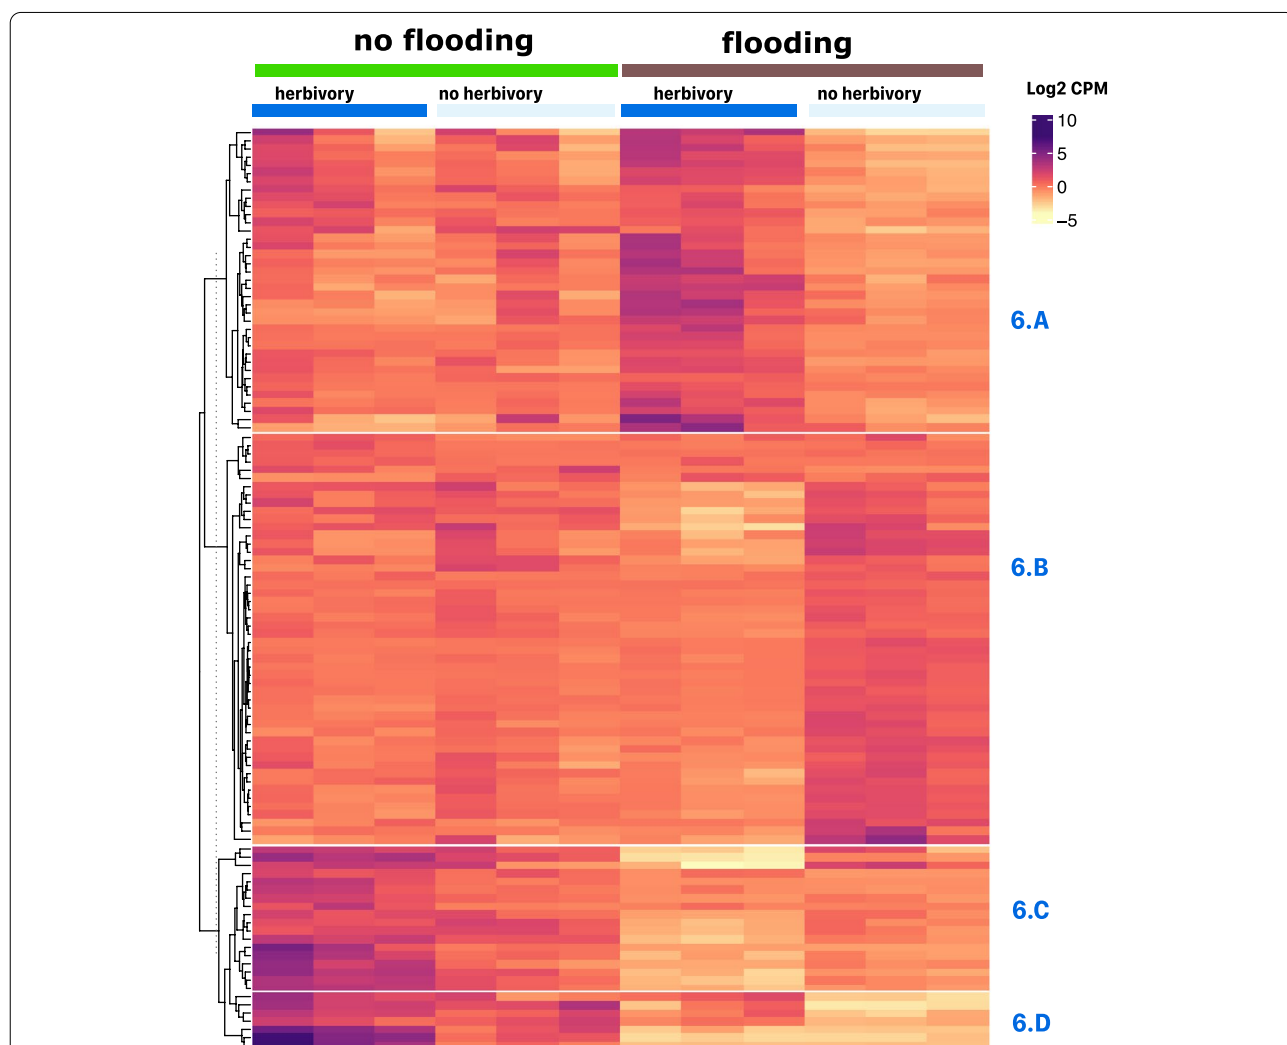 no flooding
flooding
herbivory
no herbivory
herbivory
no herbivory
Log2 CPM
10
5
0
−5
6.A
6.B
6.C
6.D